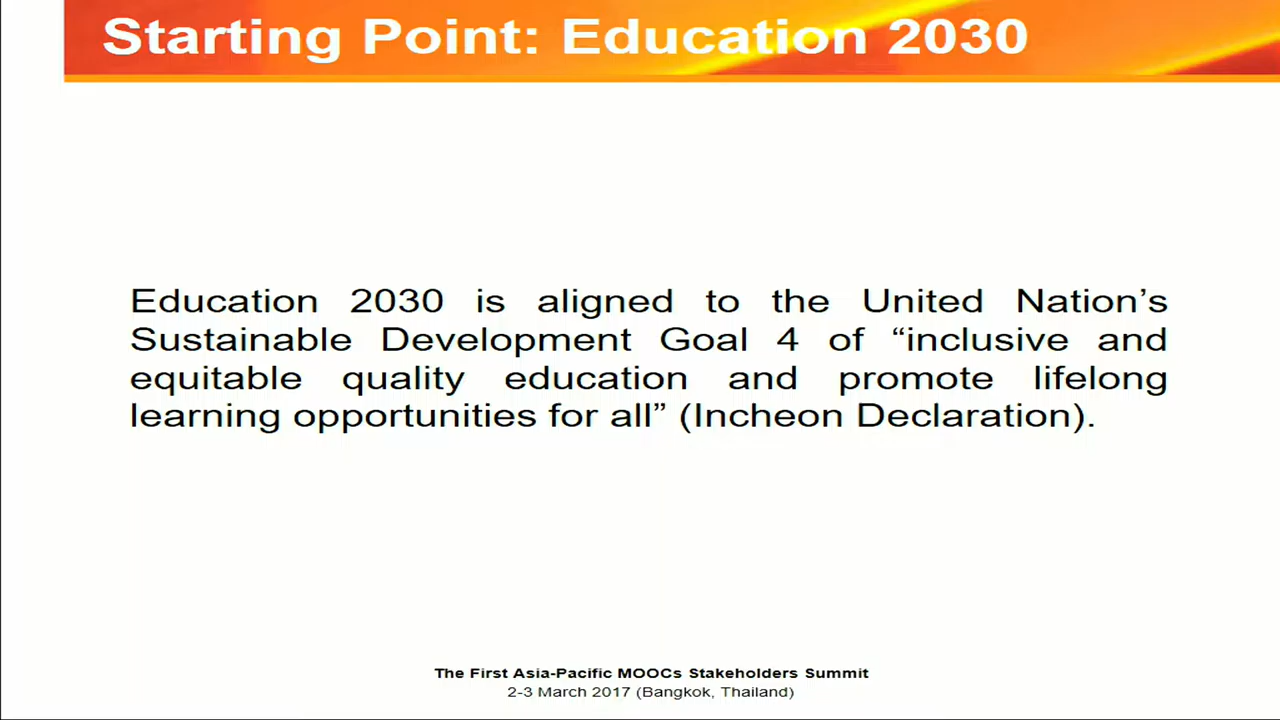 Starting Point: Education 2030
Education 2030 is aligned to the United Nation’s
Sustainable Development Goal 4 of “inclusive and
equitable quality education and promote lifelong
learning opportunities for all” (Incheon Declaration).
The First Asia-Pacific MOOCs Stakeholders Summit
2-3 March 2017 (Bangkok, Thailand)